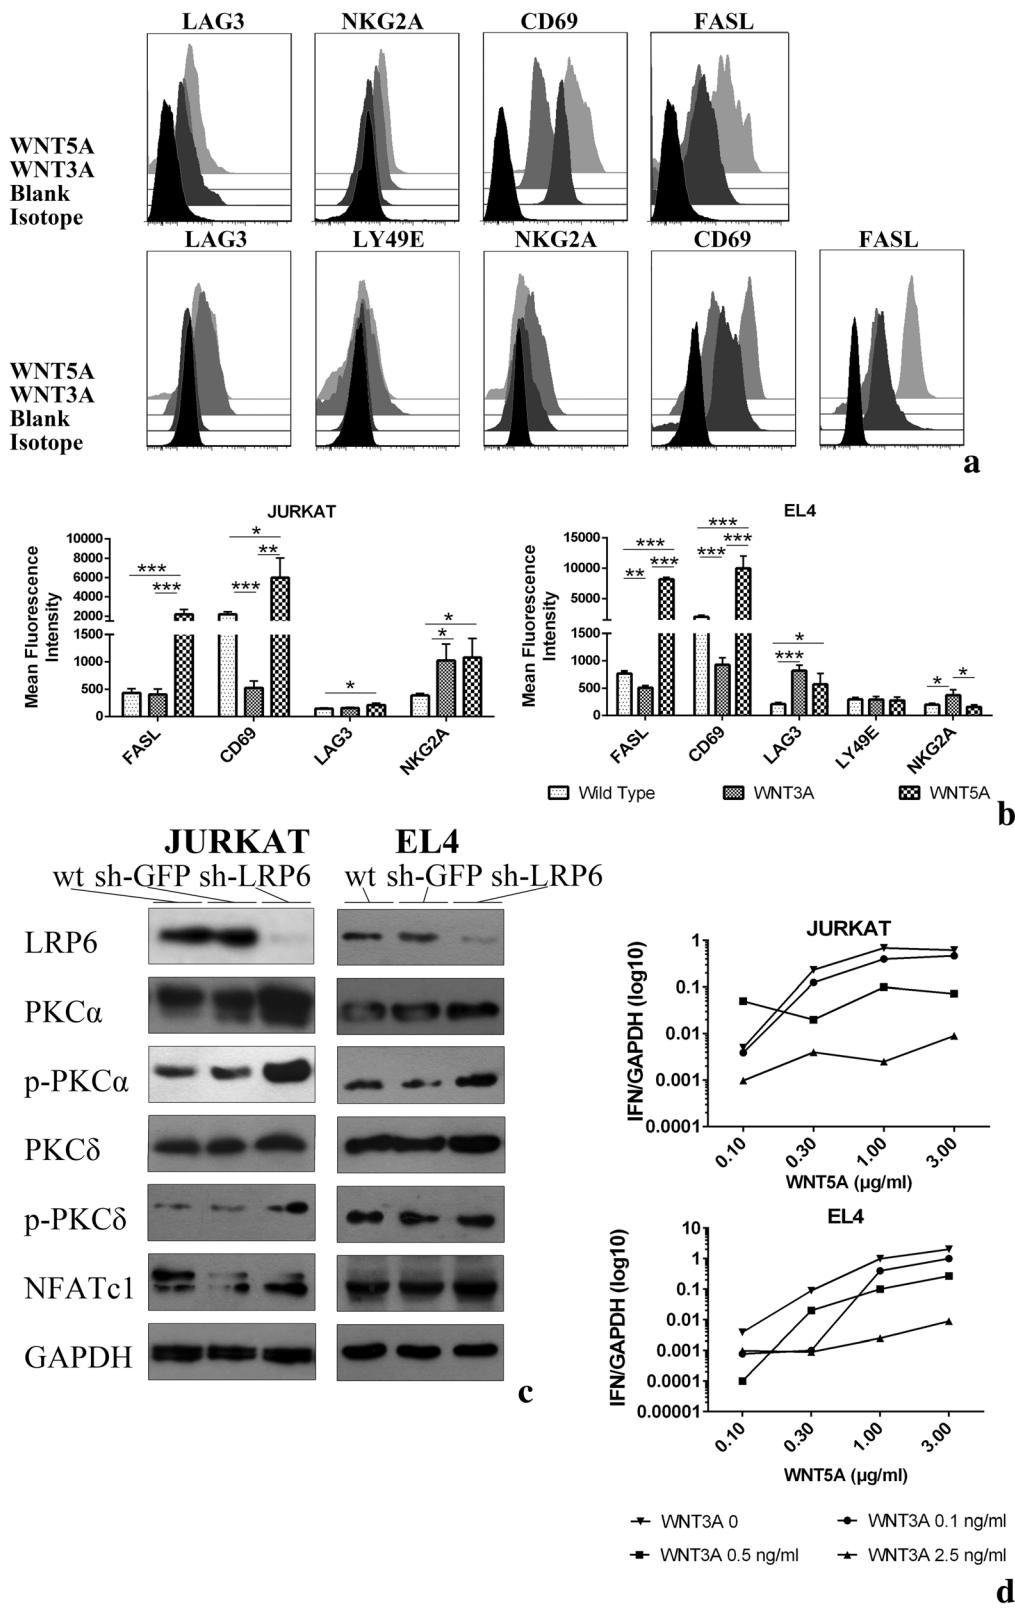 LAG3 NKG2A CD69 FASL
WNT5A
WNT3A
Blank
Isotope
LAG3 LY49E NKG2A CD69 FASL
WNT5A
WNT3A
Blank
Isotope
a
JURKAT
Mean Fluorescence
Intensity
10000
8000
6000
4000
2000
1500
1000
500
0
***
***
*
**
***
*
*
*
FASL CD69 LAG3 NKG2A
EL4
Mean Fluorescence
Intensity
15000
10000
5000
1500
1000
500
0
***
***
**
***
***
***
*
***
*
*
FASL CD69 LAG3 LY49E NKG2A
Wild Type WNT3A WNT5A
b
JURKAT EL4
wt sh-GFP sh-LRP6 wt sh-GFP sh-LRP6
LRP6
PKCα
p-PKCα
PKCδ
p-PKCδ
NFATc1
GAPDH
c
JURKAT
IFN/GAPDH (log10)
1
0.1
0.01
0.001
0.0001
0.10 0.30 1.00 3.00
WNT5A (µg/ml)
EL4
IFN/GAPDH (log10)
10
1
0.1
0.01
0.001
0.0001
0.00001
0.10 0.30 1.00 3.00
WNT5A (µg/ml)
WNT3A 0 WNT3A 0.1 ng/ml
WNT3A 0.5 ng/ml WNT3A 2.5 ng/ml
d